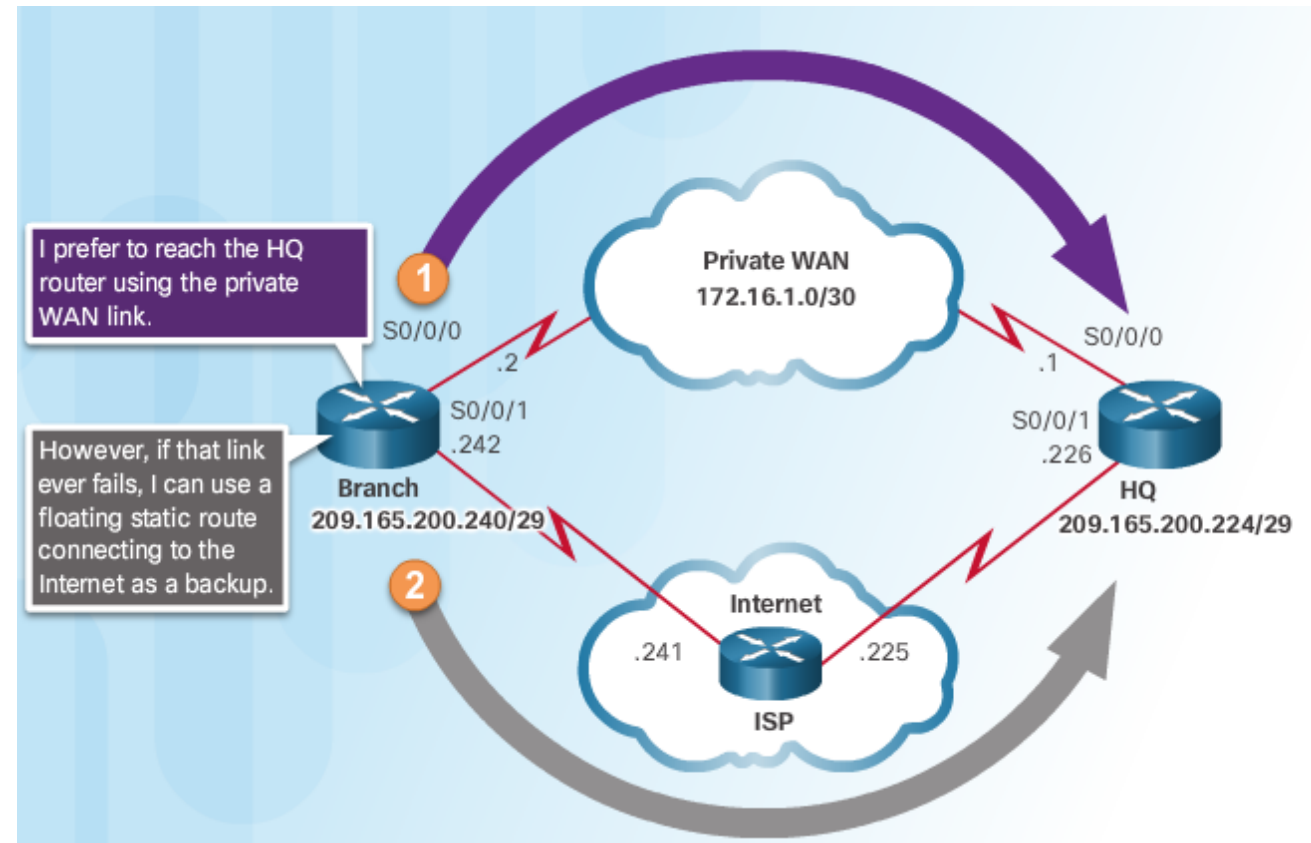 I prefer to reach the HQ
router using the private
WAN link.
1
S0/0/0
.2
Private WAN
172.16.1.0/30
S0/0/0
.1
S0/0/1
.242
S0/0/1
.226
However, if that link
ever fails, I can use a
floating static route
connecting to the
Internet as a backup.
Branch
209.165.200.240/29
HQ
209.165.200.224/29
2
Internet
.241
.225
ISP